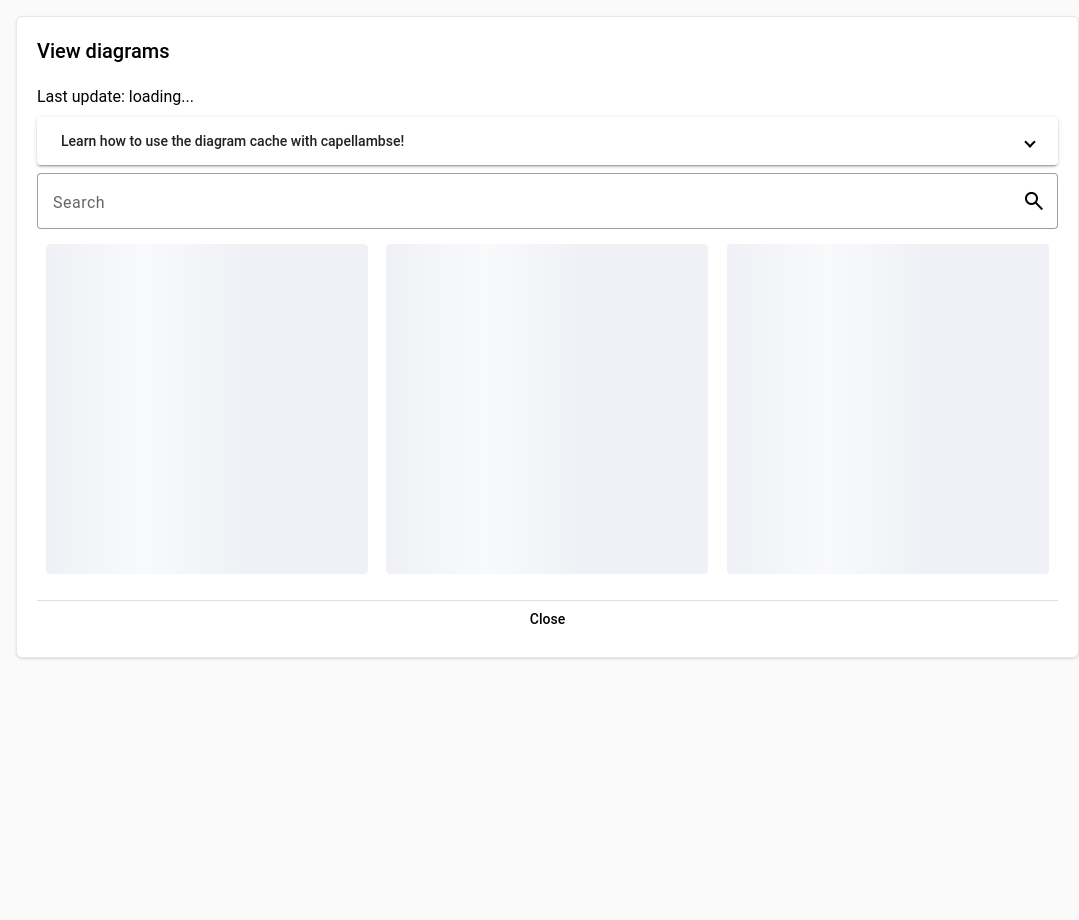 View diagrams
Last update: loading...
Learn how to use the diagram cache with capellambse!
Search
Close